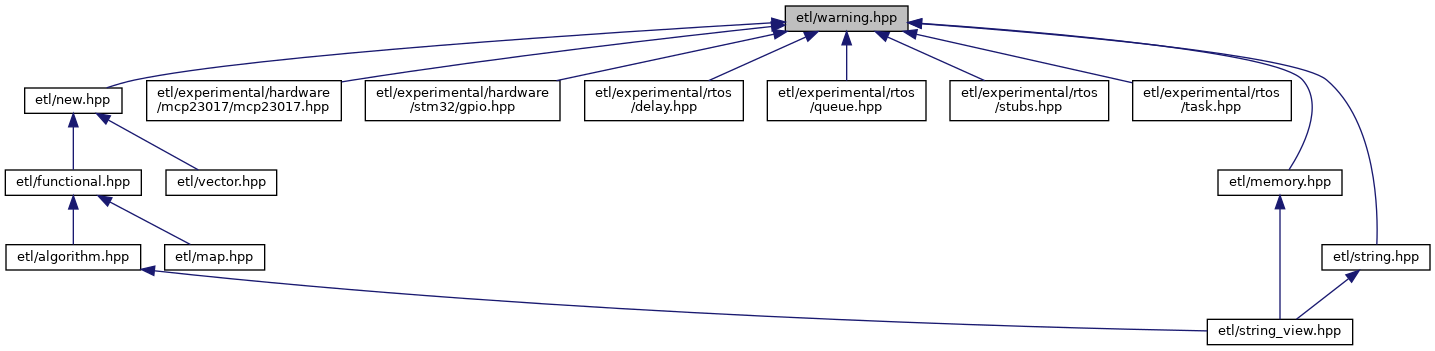 etl/warning.hpp
etl/new.hpp
etl/experimental/hardware
/mcp23017/mcp23017.hpp
etl/experimental/hardware
/stm32/gpio.hpp
etl/experimental/rtos
/delay.hpp
etl/experimental/rtos
/queue.hpp
etl/experimental/rtos
/stubs.hpp
etl/experimental/rtos
/task.hpp
etl/functional.hpp
etl/vector.hpp
etl/memory.hpp
etl/algorithm.hpp
etl/map.hpp
etl/string.hpp
etl/string_view.hpp